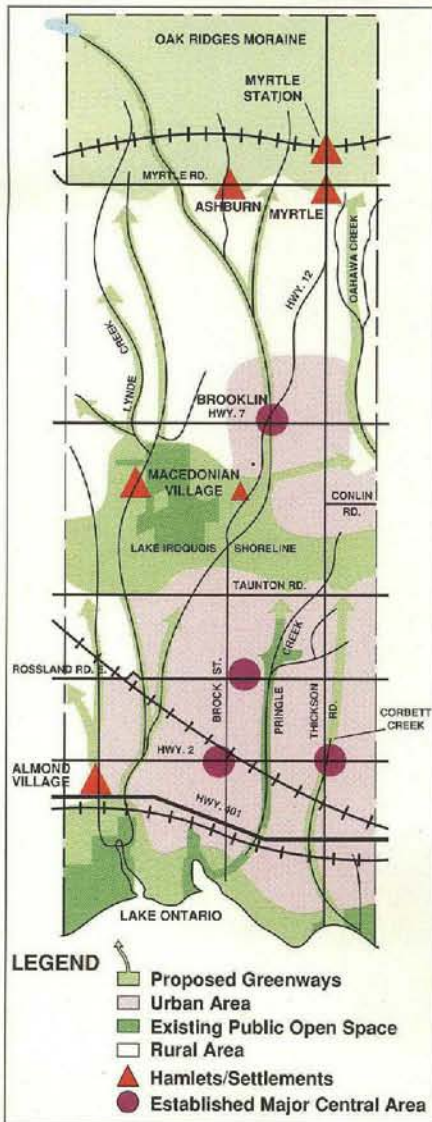 OAK RIDGES MORAINE
MYRTLE
STATION
MYRTLE RD.
ASHBURN
MYRTLE
OAHAWA CREEK
HWY. 12
CREEK
LYNDE
BROOKLIN
HWY. 7
MACEDONIAN
VILLAGE
CONLIN
RD.
LAKE IROQUOIS SHORELINE
TAUNTON RD.
CREEK
ROSSLAND RD. E.
BROCK ST.
PRINGLE
THICKSON
RD.
CORBETT
CREEK
HWY. 2
ALMOND
VILLAGE
HWY. 401
LAKE ONTARIO
LEGEND
Proposed Greenways
Urban Area
Existing Public Open Space
Rural Area
Hamlets/Settlements
Established Major Central Area